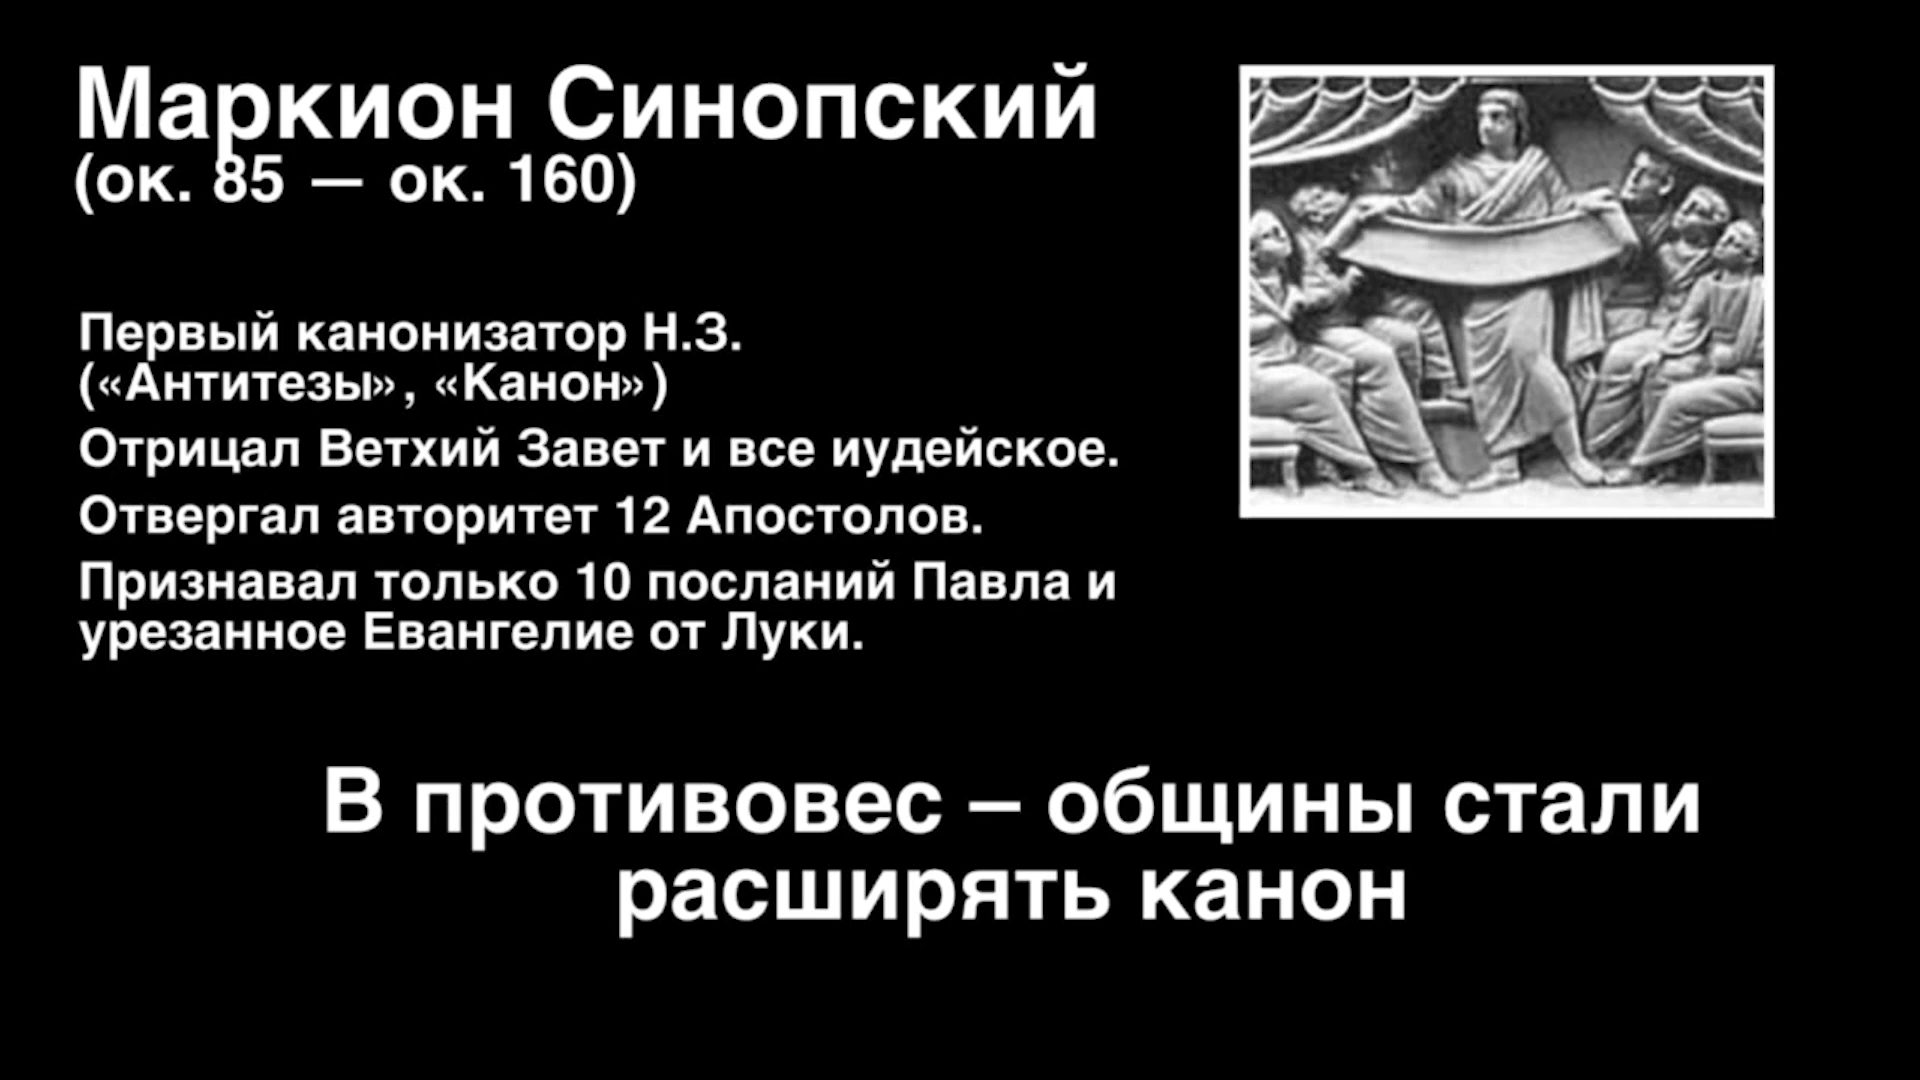 Маркион Синопский
(ок. 85 — ок. 160)
Первый канонизатор Н.З.
(«Антитезы», «Канон»)
Отрицал Ветхий Завет и все иудейское.
Отвергал авторитет 12 Апостолов.
Признавал только 10 посланий Павла и
урезанное Евангелие от Луки.
В противовес – общины стали
расширять канон